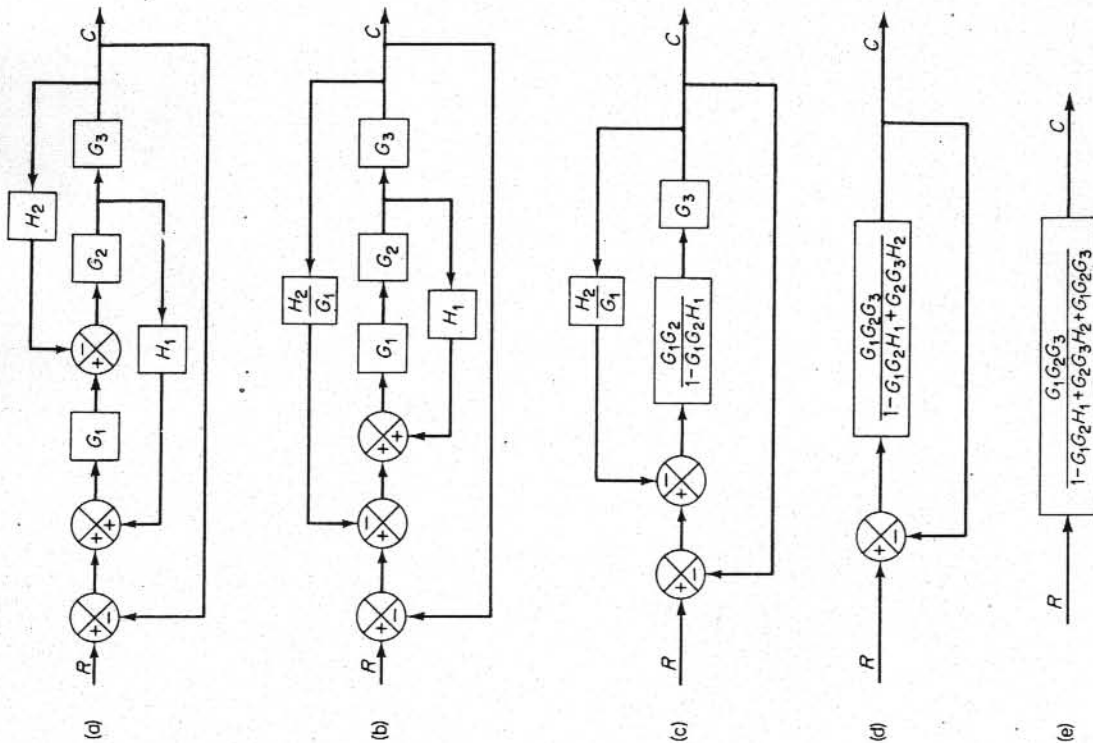 (a)
R
+
-
+
+
G1
+
-
G2
G3
C
H2
H1
(b)
R
+
-
+
-
+
+
G1
G2
G3
C
H2
G1
H1
(c)
R
+
-
+
-
G1G2
1-G1G2H1
G3
C
H2
G1
(d)
R
+
-
G1G2G3
1-G1G2H1+G2G3H2
C
(e)
R
G1G2G3
1-G1G2H1+G2G3H2+G1G2G3
C